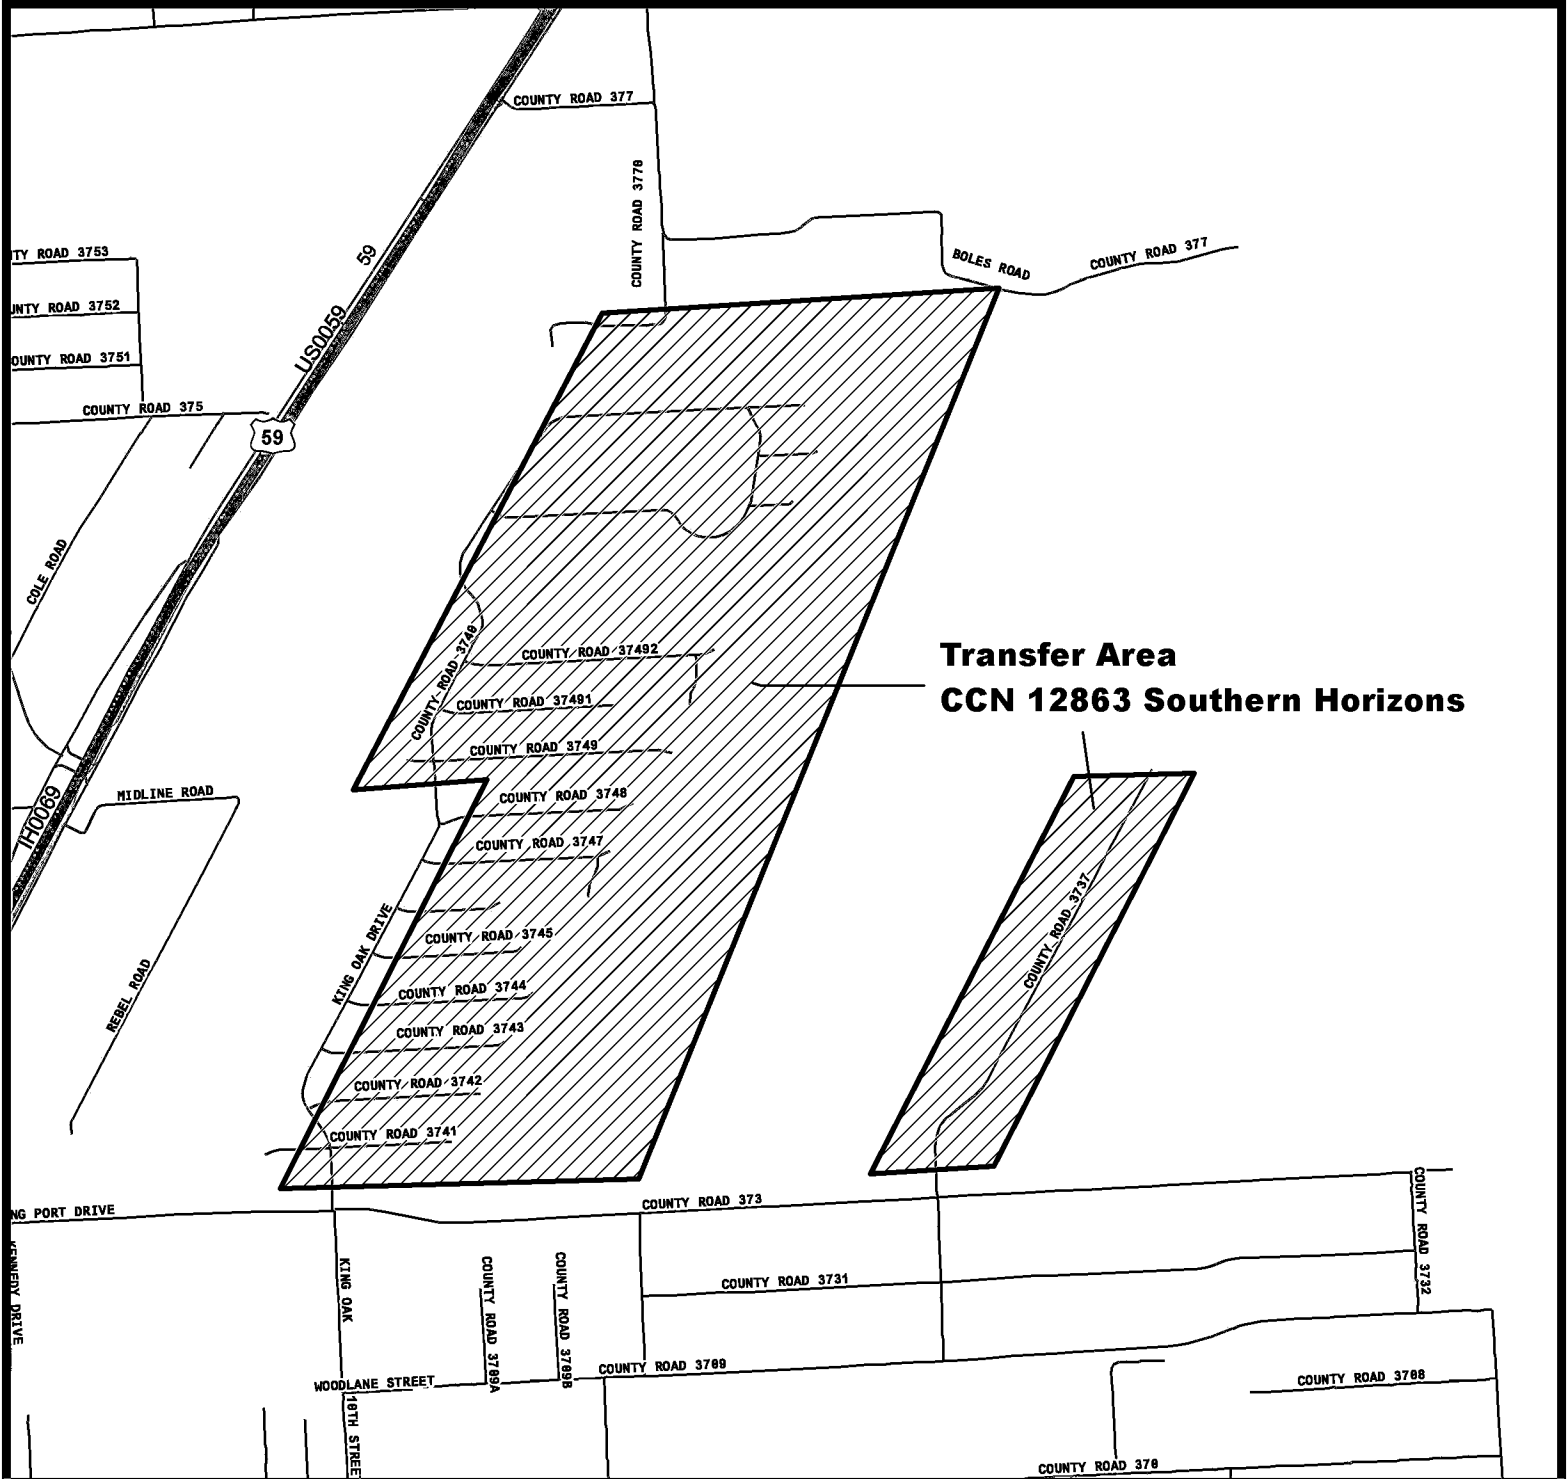 COUNTY ROAD 377
COUNTY ROAD 3770
59
US0059
TY ROAD 3753
BOLES ROAD
COUNTY ROAD 377
NTY ROAD 3752
OUNTY ROAD 3751
COUNTY ROAD 375
59
COLE ROAD
COUNTY ROAD 3740
COUNTY ROAD 37492
Transfer Area
CCN 12863 Southern Horizons
COUNTY ROAD 37491
COUNTY ROAD 3749
IH0069
MIDLINE ROAD
COUNTY ROAD 3748
COUNTY ROAD 3747
KING OAK DRIVE
COUNTY ROAD 3745
COUNTY ROAD 3737
REBEL ROAD
COUNTY ROAD 3744
COUNTY ROAD 3743
COUNTY ROAD 3742
COUNTY ROAD 3741
NG PORT DRIVE
COUNTY ROAD 373
COUNTY ROAD 3732
KENNEDY DRIVE
KING OAK
COUNTY ROAD 3709A
COUNTY ROAD 3709B
COUNTY ROAD 3731
COUNTY ROAD 3709
WOODLANE STREET
10TH STREE
COUNTY ROAD 3708
COUNTY ROAD 370